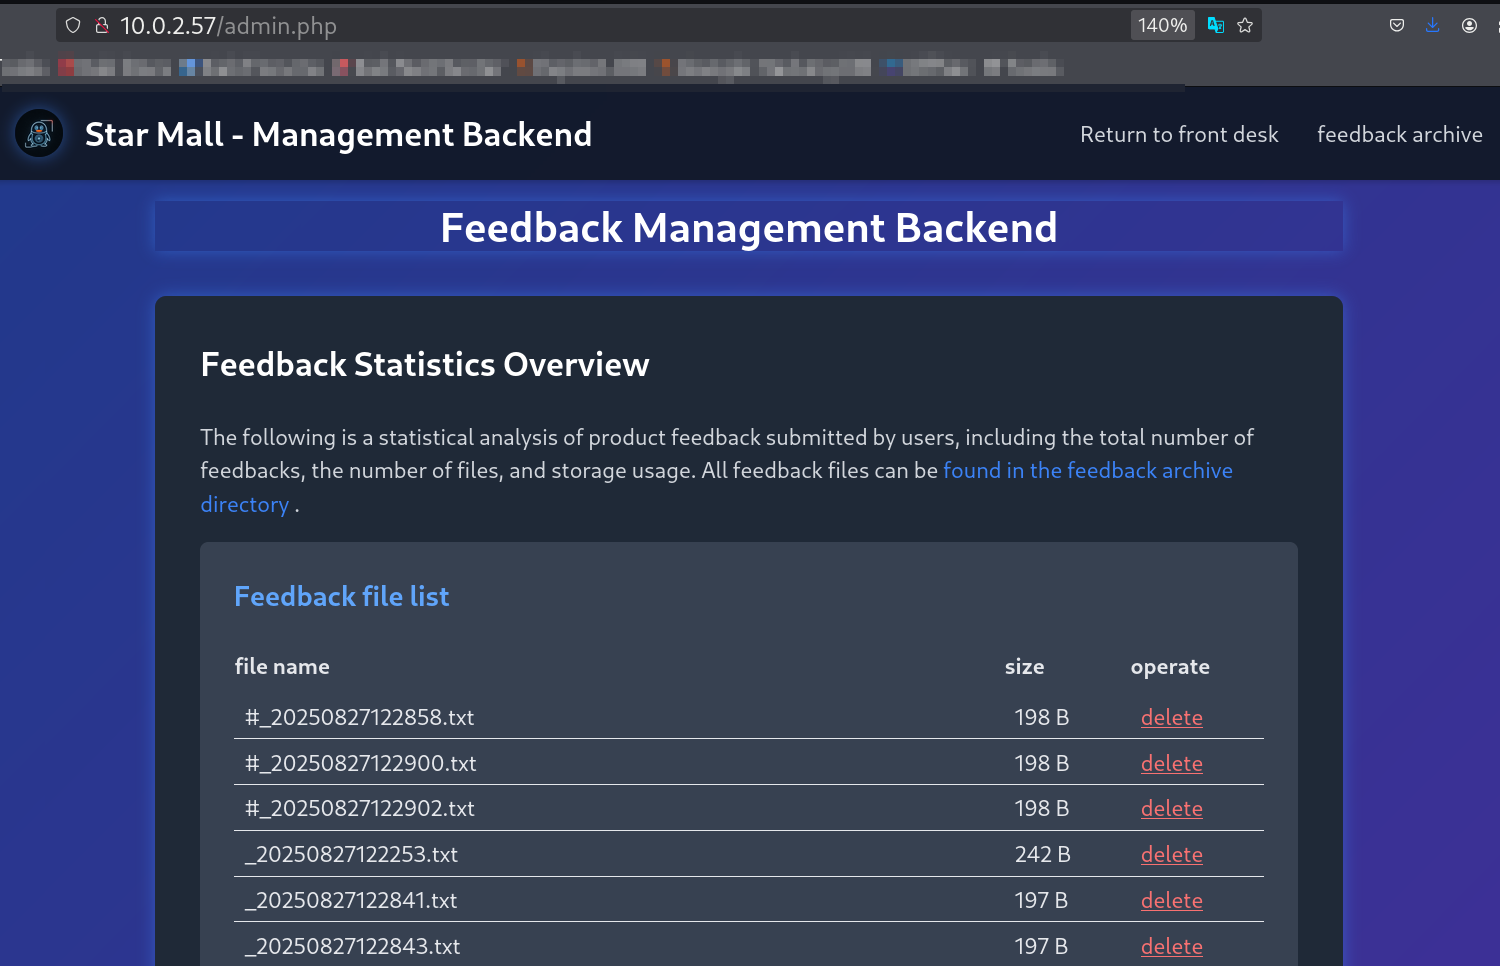 10.0.2.57/admin.php
140%
Star Mall - Management Backend
Return to front desk
feedback archive
Feedback Management Backend
Feedback Statistics Overview
The following is a statistical analysis of product feedback submitted by users, including the total number of
feedbacks, the number of files, and storage usage. All feedback files can be found in the feedback archive
directory .
Feedback file list
file name size operate
#_20250827122858.txt 198 B delete
#_20250827122900.txt 198 B delete
#_20250827122902.txt 198 B delete
_20250827122253.txt 242 B delete
_20250827122841.txt 197 B delete
_20250827122843.txt 197 B delete